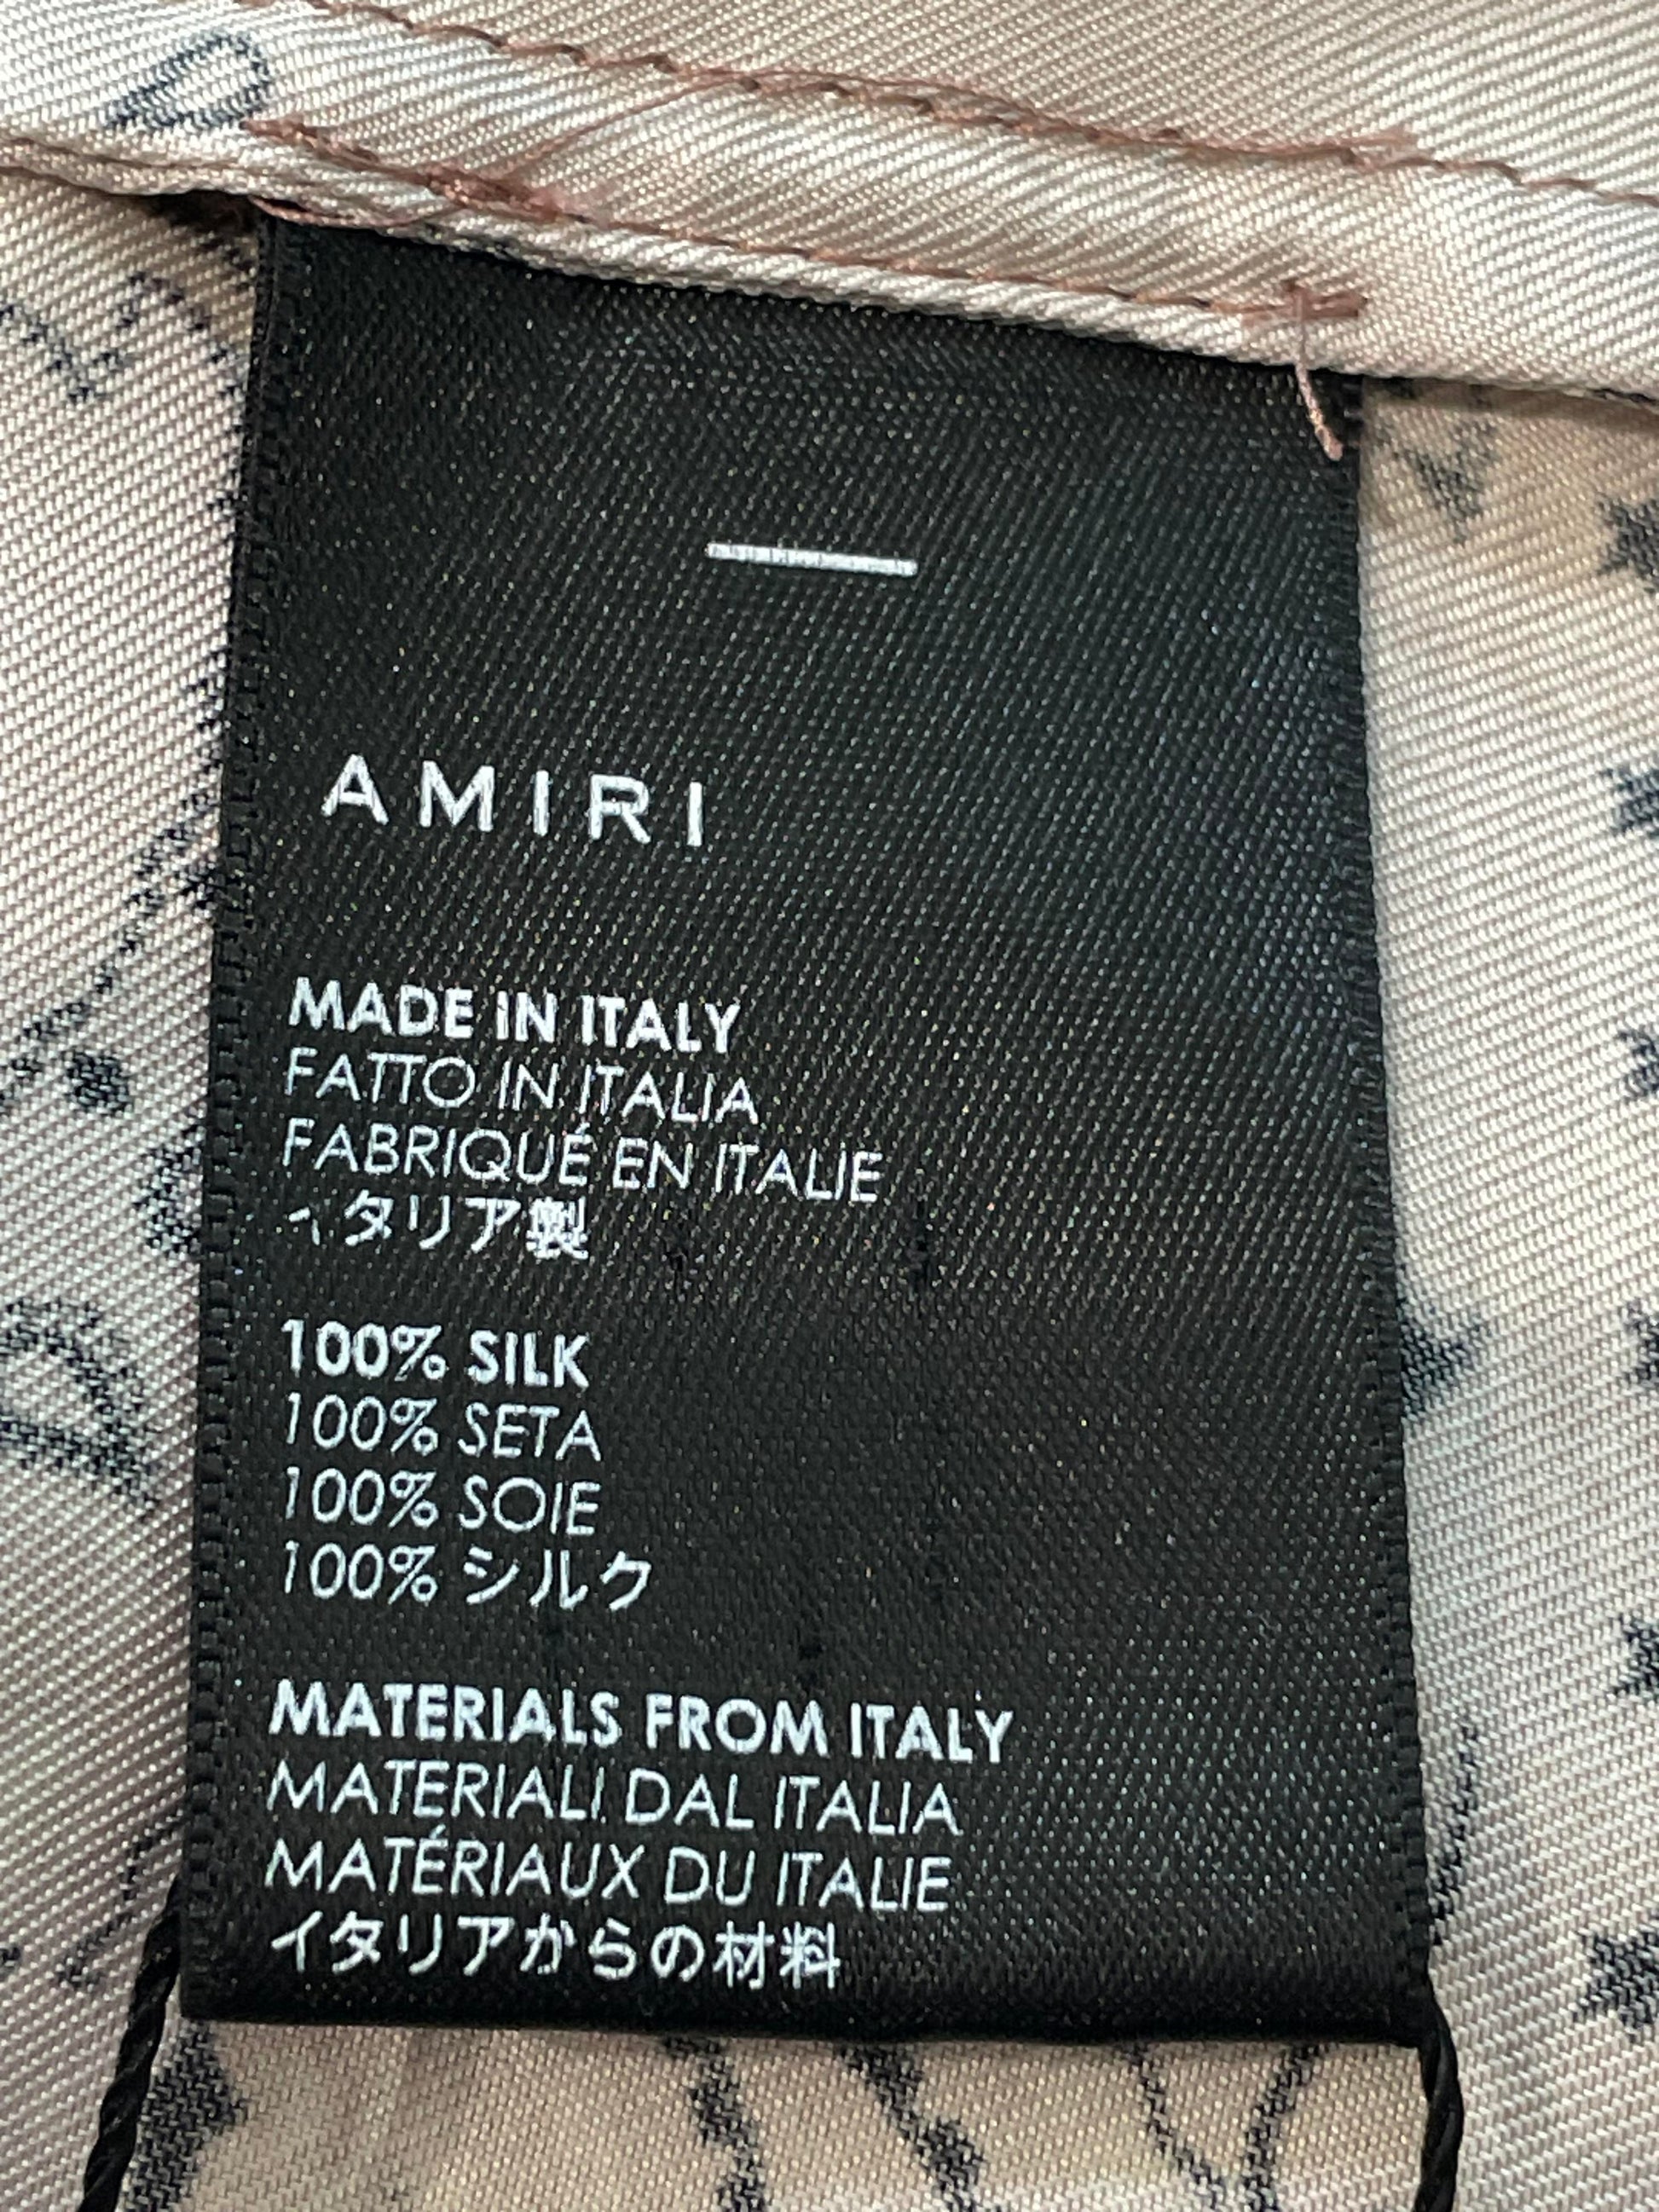 AMIRI
MADE IN ITALY
FATTO IN ITALIA
FABRIQUÉ EN ITALIE
イタリア製
100% SILK
100% SETA
100% SOIE
100% シルク
MATERIALS FROM ITALY
MATERIALI DAL ITALIA
MATÉRIAUX DU ITALIE
イタリアからの材料